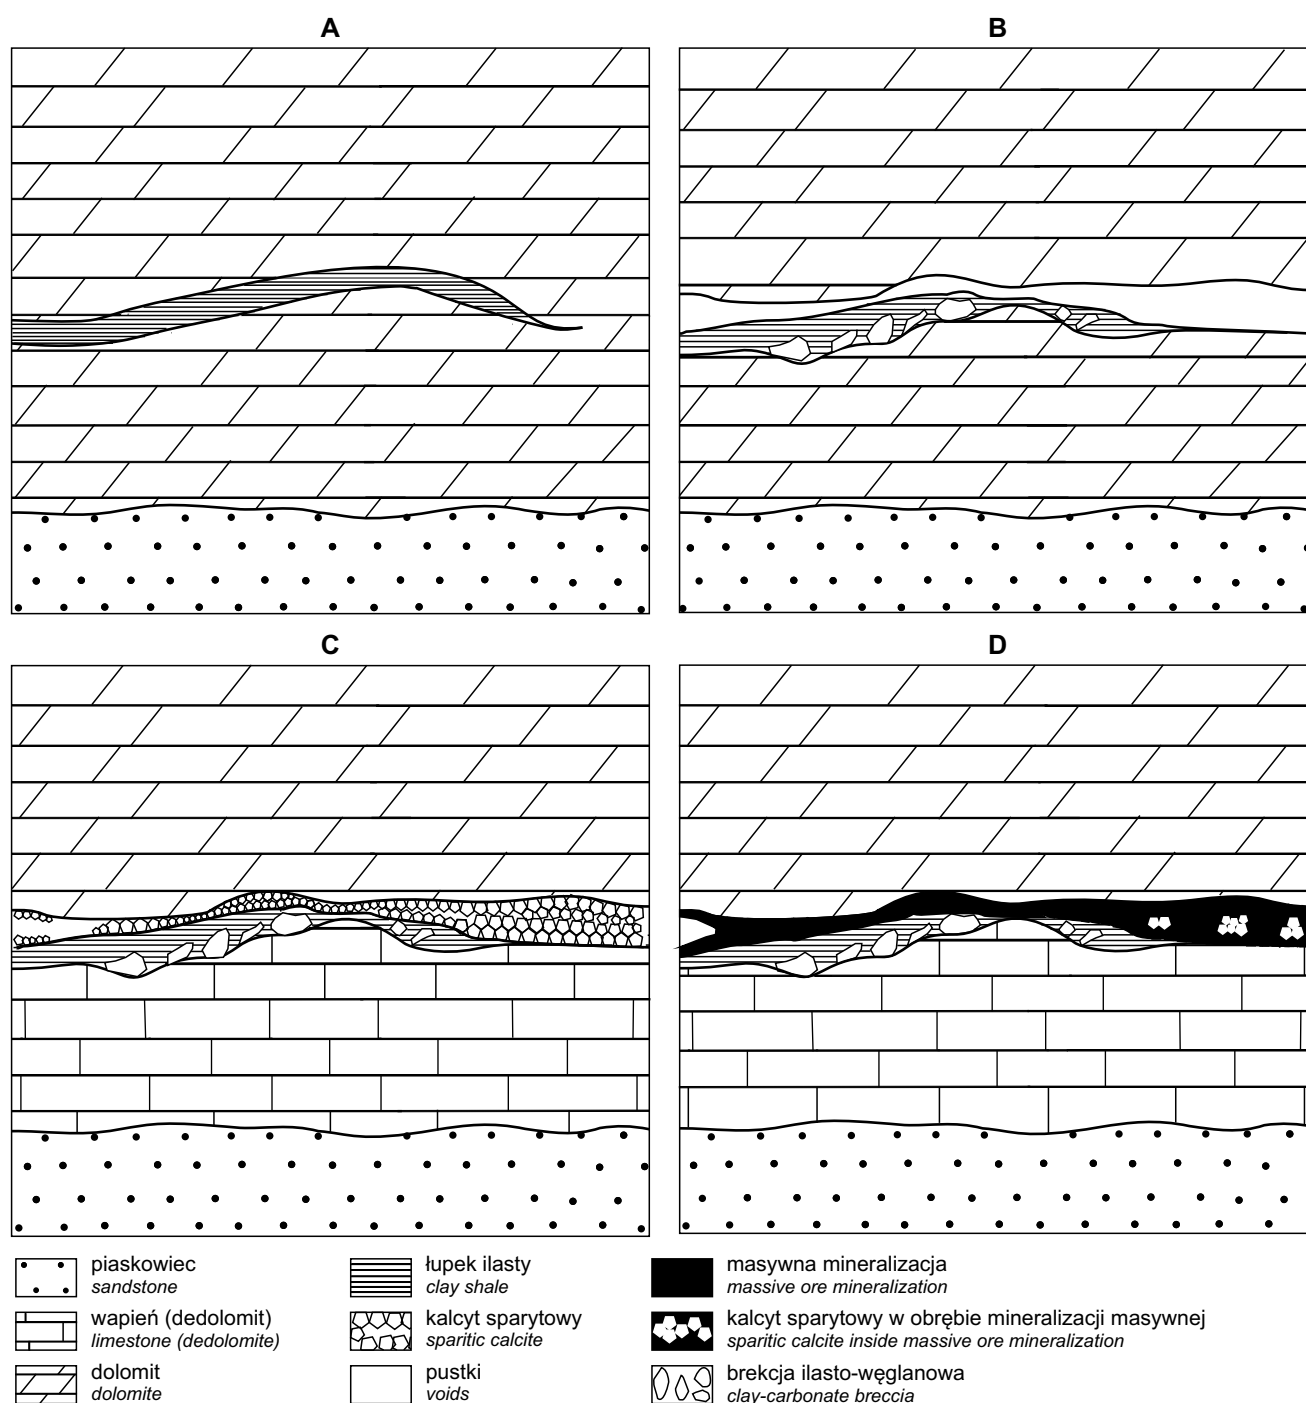 A
B
C
D
piaskowiec
sandstone
wapień (dedolomit)
limestone (dedolomite)
dolomit
dolomite
łupek ilasty
clay shale
kalcyt sparytowy
sparitic calcite
pustki
voids
masywna mineralizacja
massive ore mineralization
kalcyt sparytowy w obrębie mineralizacji masywnej
sparitic calcite inside massive ore mineralization
brekcja ilasto-węglanowa
clay-carbonate breccia